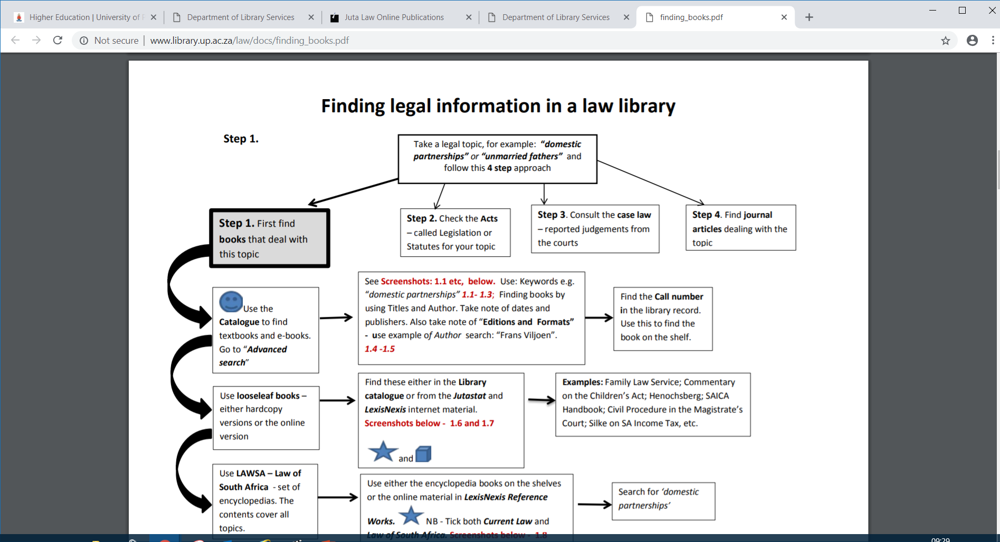 Higher Education | University of P
Department of Library Services
Juta Law Online Publications
Department of Library Services
finding_books.pdf
Not secure | www.library.up.ac.za/law/docs/finding_books.pdf
Finding legal information in a law library
Step 1.
Take a legal topic, for example: “domestic
partnerships” or “unmarried fathers” and
follow this 4 step approach
Step 1. First find
books that deal with
this topic
Step 2. Check the Acts
– called Legislation or
Statutes for your topic
Step 3. Consult the case law
– reported judgements from
the courts
Step 4. Find journal
articles dealing with the
topic
Use the
Catalogue to find
textbooks and e-books.
Go to “Advanced
search”
See Screenshots: 1.1 etc, below. Use: Keywords e.g.
“domestic partnerships” 1.1- 1.3; Finding books by
using Titles and Author. Take note of dates and
publishers. Also take note of “Editions and Formats”
- use example of Author search: “Frans Viljoen”.
1.4 -1.5
Find the Call number
in the library record.
Use this to find the
book on the shelf.
Use looseleaf books –
either hardcopy
versions or the online
version
Find these either in the Library
catalogue or from the Jutastat and
LexisNexis internet material.
Screenshots below - 1.6 and 1.7
and
Examples: Family Law Service; Commentary
on the Children’s Act; Henochsberg; SAICA
Handbook; Civil Procedure in the Magistrate’s
Court; Silke on SA Income Tax, etc.
Use LAWSA – Law of
South Africa - set of
encyclopedias. The
contents cover all
topics.
Use either the encyclopedia books on the shelves
or the online material in LexisNexis Reference
Works. NB - Tick both Current Law and
Law of South Africa. Screenshots below - 1.8
Search for ‘domestic
partnerships’
09:29